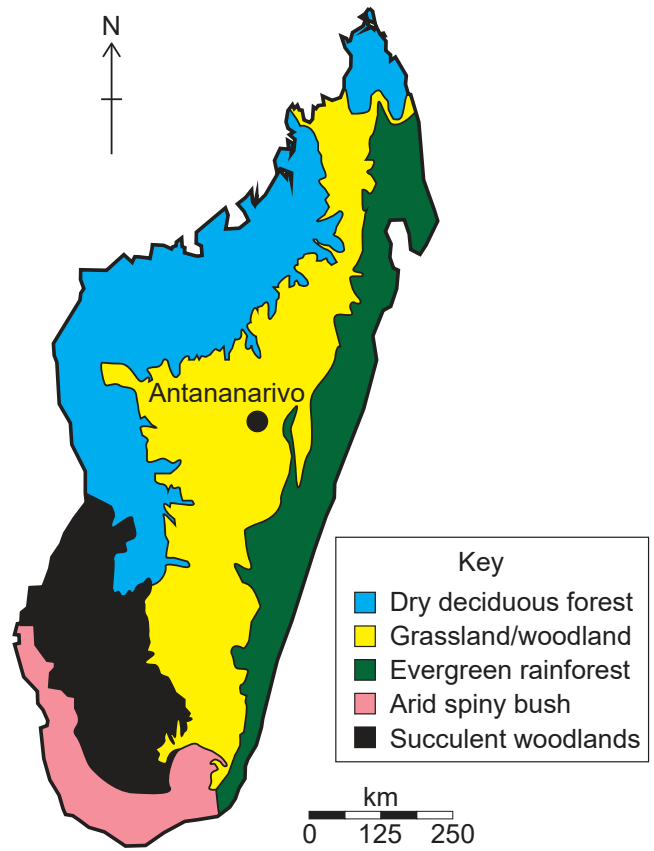 N
Antananarivo
Key
Dry deciduous forest
Grassland/woodland
Evergreen rainforest
Arid spiny bush
Succulent woodlands
km
0 125 250